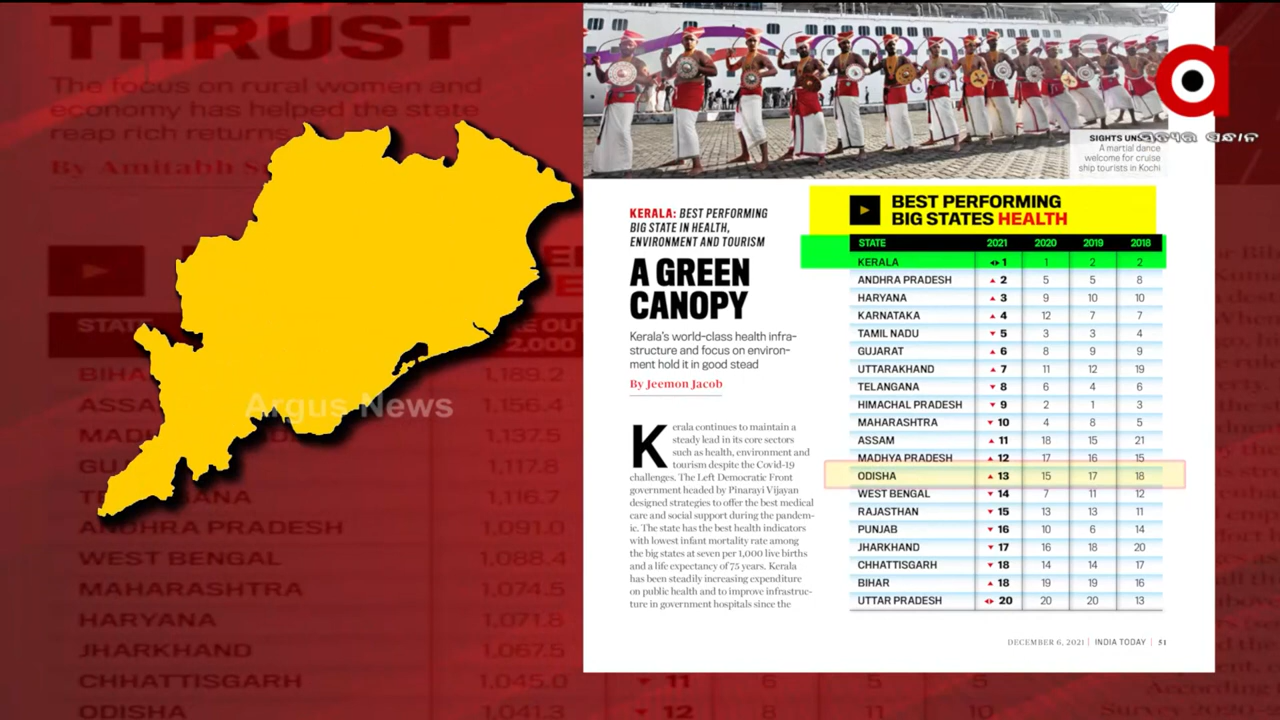 THRUST
The focus on rural women and
economy has helped the state
reap rich returns.
By Amitabh
STATE
2,000
BIHA
1,189.2
ASSA
1,156.4
MAD
1,137.5
GU
1,117.8
T
GANA
1,116.7
ANDHRA PRADESH
1,091.0
WEST BENGAL
1,088.4
MAHARASHTRA
1,074.5
HARYANA
1,071.8
JHARKHAND
1,067.5
CHHATTISGARH
1,045.0 11 6 5 5
ODISHA
1,041.3 12 8 11 10
Argus News
SIGHTS UNS
A martial dance
welcome for cruise
ship tourists in Kochi
KERALA: BEST PERFORMING
BIG STATE IN HEALTH,
ENVIRONMENT AND TOURISM
A GREEN
CANOPY
Kerala's world-class health infra-
structure and focus on environ-
ment hold it in good stead
By Jeemon Jacob
Kerala continues to maintain a
steady lead in its core sectors
such as health, environment and
tourism despite the Covid-19
challenges. The Left Democratic Front
government headed by Pinarayi Vijayan
designed strategies to offer the best medical
care and social support during the pandem-
ic. The state has the best health indicators
with lowest infant mortality rate among
the big states at seven per 1,000 live births
and a life expectancy of 75 years. Kerala
has been steadily increasing expenditure
on public health and to improve infrastruc-
ture in government hospitals since the
BEST PERFORMING
BIG STATES HEALTH
STATE 2021 2020 2019 2018
KERALA 1 1 2 2
ANDHRA PRADESH 2 5 5 8
HARYANA 3 9 10 10
KARNATAKA 4 12 7 7
TAMIL NADU 5 3 3 4
GUJARAT 6 8 9 9
UTTARAKHAND 7 11 12 19
TELANGANA 8 6 4 6
HIMACHAL PRADESH 9 2 1 3
MAHARASHTRA 10 4 8 5
ASSAM 11 18 15 21
MADHYA PRADESH 12 17 16 15
ODISHA 13 15 17 18
WEST BENGAL 14 7 11 12
RAJASTHAN 15 13 13 11
PUNJAB 16 10 6 14
JHARKHAND 17 16 18 20
CHHATTISGARH 18 14 14 17
BIHAR 18 19 19 16
UTTAR PRADESH 20 20 20 13
DECEMBER 6, 2021 | INDIA TODAY | 51